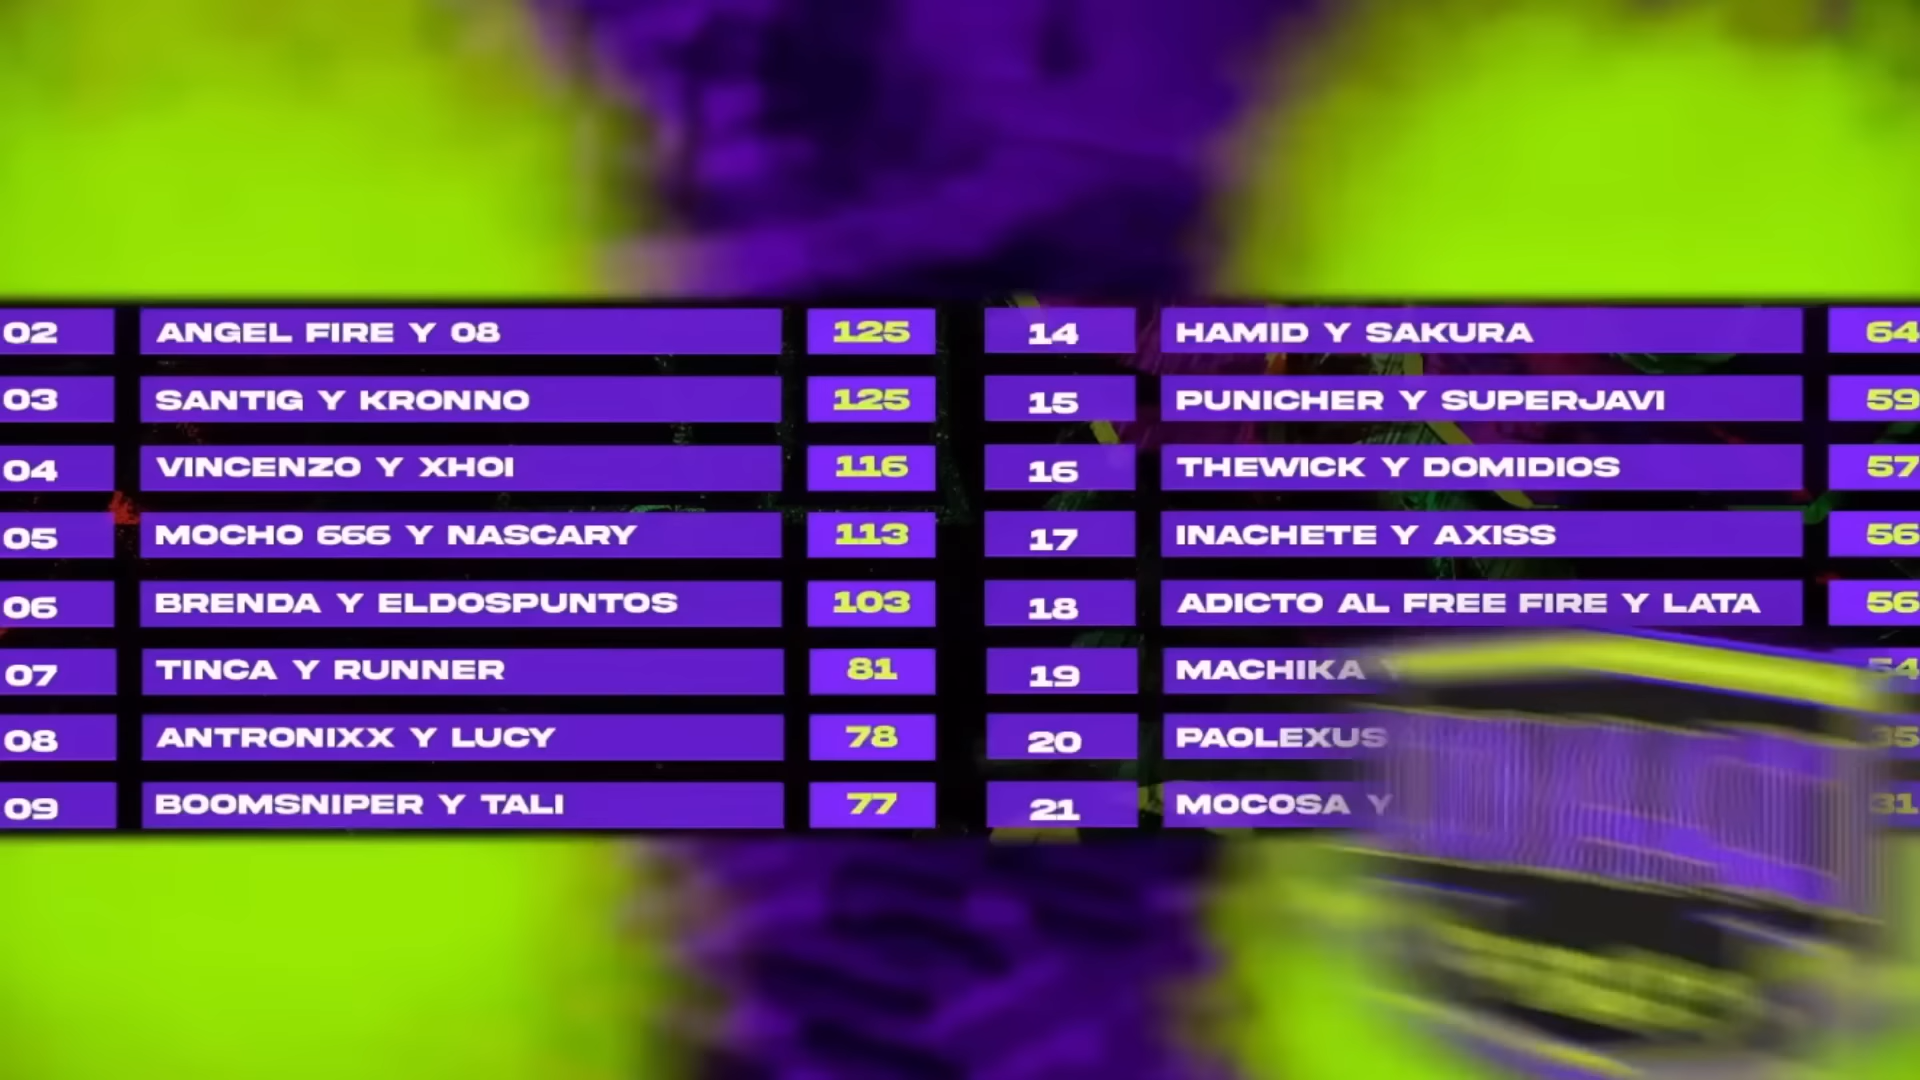 02 ANGEL FIRE Y 08 125
03 SANTIG Y KRONNO 125
04 VINCENZO Y XHOI 116
05 MOCHO 666 Y NASCARY 113
06 BRENDA Y ELDOSPUNTOS 103
07 TINCA Y RUNNER 81
08 ANTRONIXX Y LUCY 78
09 BOOMSNIPER Y TALI 77
14 HAMID Y SAKURA 64
15 PUNICHER Y SUPERJAVI 59
16 THEWICK Y DOMIDIOS 57
17 INACHETE Y AXISS 56
18 ADICTO AL FREE FIRE Y LATA 56
19 MACHIKA Y 54
20 PAOLEXUS 35
21 MOCOSA Y 31